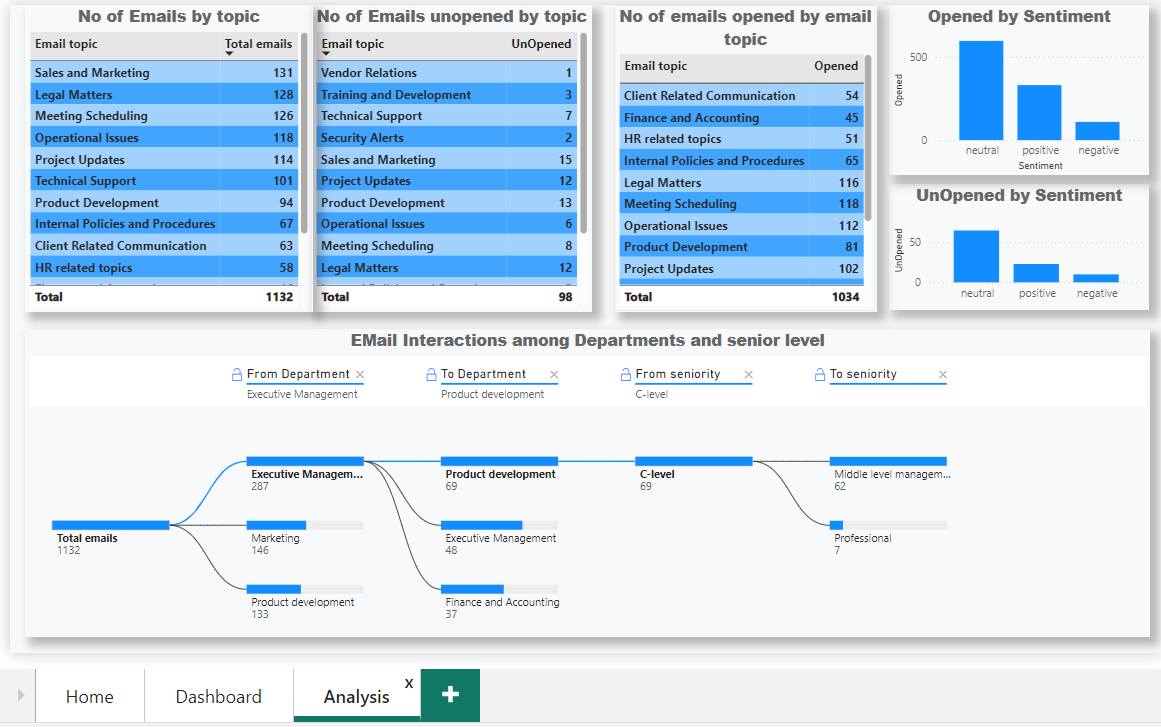 No of Emails by topic
Email topic Total emails
Sales and Marketing 131
Legal Matters 128
Meeting Scheduling 126
Operational Issues 118
Project Updates 114
Technical Support 101
Product Development 94
Internal Policies and Procedures 67
Client Related Communication 63
HR related topics 58
Total 1132
No of Emails unopened by topic
Email topic UnOpened
Vendor Relations 1
Training and Development 3
Technical Support 7
Security Alerts 2
Sales and Marketing 15
Project Updates 12
Product Development 13
Operational Issues 6
Meeting Scheduling 8
Legal Matters 12
Total 98
No of emails opened by email
topic
Email topic Opened
Client Related Communication 54
Finance and Accounting 45
HR related topics 51
Internal Policies and Procedures 65
Legal Matters 116
Meeting Scheduling 118
Operational Issues 112
Product Development 81
Project Updates 102
Total 1034
Opened by Sentiment
Opened
500
0
neutral positive negative
Sentiment
UnOpened by Sentiment
UnOpened
50
0
neutral positive negative
EMail Interactions among Departments and senior level
From Department × To Department × From seniority × To seniority ×
Executive Management Product development C-level
Executive Managem... Product development C-level Middle level managem...
287 69 69 62
Total emails Marketing Executive Management Professional
1132 146 48 7
Product development Finance and Accounting
133 37
Home Dashboard Analysis x +